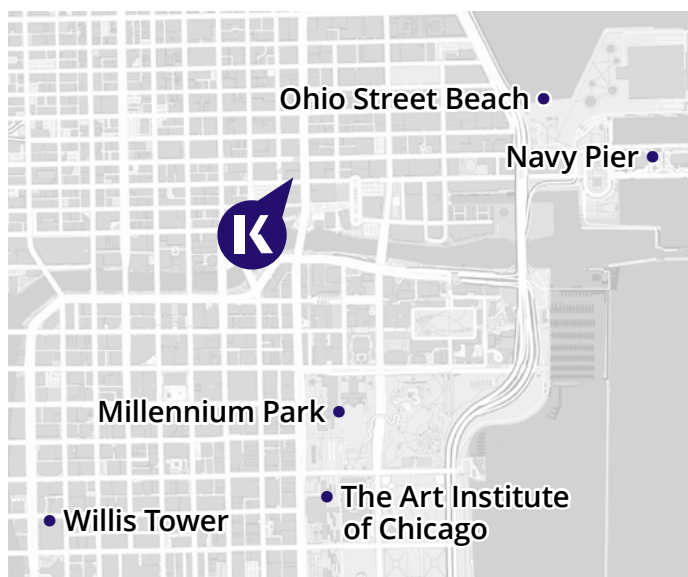 Ohio Street Beach
Navy Pier
K
Millennium Park
The Art Institute
of Chicago
Willis Tower